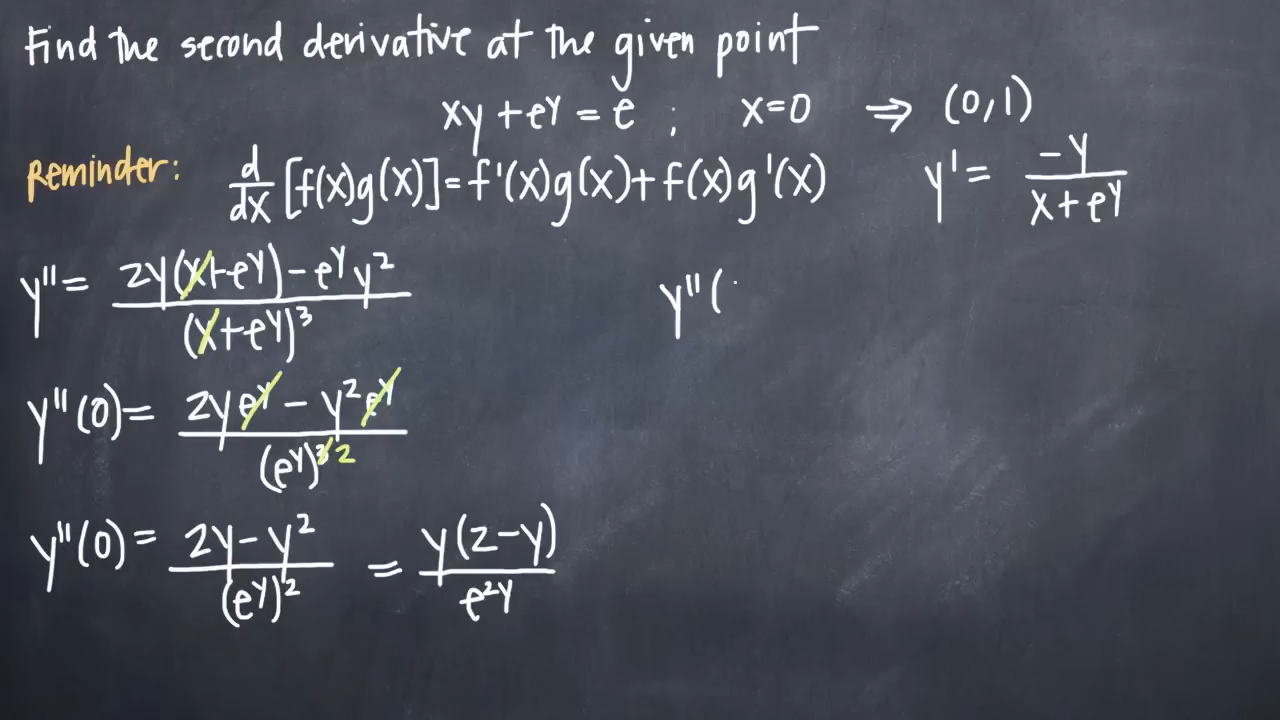 Find the second derivative at the given point
xy + e^y = e ; x=0 ⇒ (0,1)
Reminder: d/dx [f(x)g(x)] = f'(x)g(x) + f(x)g'(x)
y' = -y/(x + e^y)
y'' = (2y(x+e^y) - e^y y^2)/(x+e^y)^3
y''(
y''(0) = (2ye^y - y^2e^y)/(e^y)^3 2
y''(0) = (2y - y^2)/(e^y)^2 = y(2-y)/e^2y